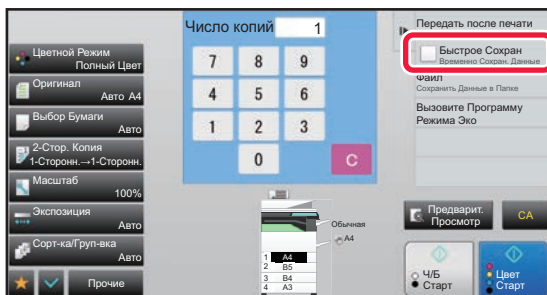 Число копий 1
Цветной Режим
Полный Цвет
Оригинал
Авто A4
Выбор Бумаги
Авто
2-Стор. Копия
1-Сторонн.→1-Сторонн.
Масштаб
100%
Экспозиция
Авто
Сорт-ка/Груп-вка
Авто
Прочие
7 8 9
4 5 6
1 2 3
0 C
Обычная
A4
1 A4
2 B5
3 B4
4 A3
Передать после печати
Быстрое Сохран
Временно Сохран. Данные
Файл
Сохранить Данные в Папке
Вызовите Программу
Режима Эко
Предварит.
Просмотр
CA
Ч/Б
Старт
Цвет
Старт